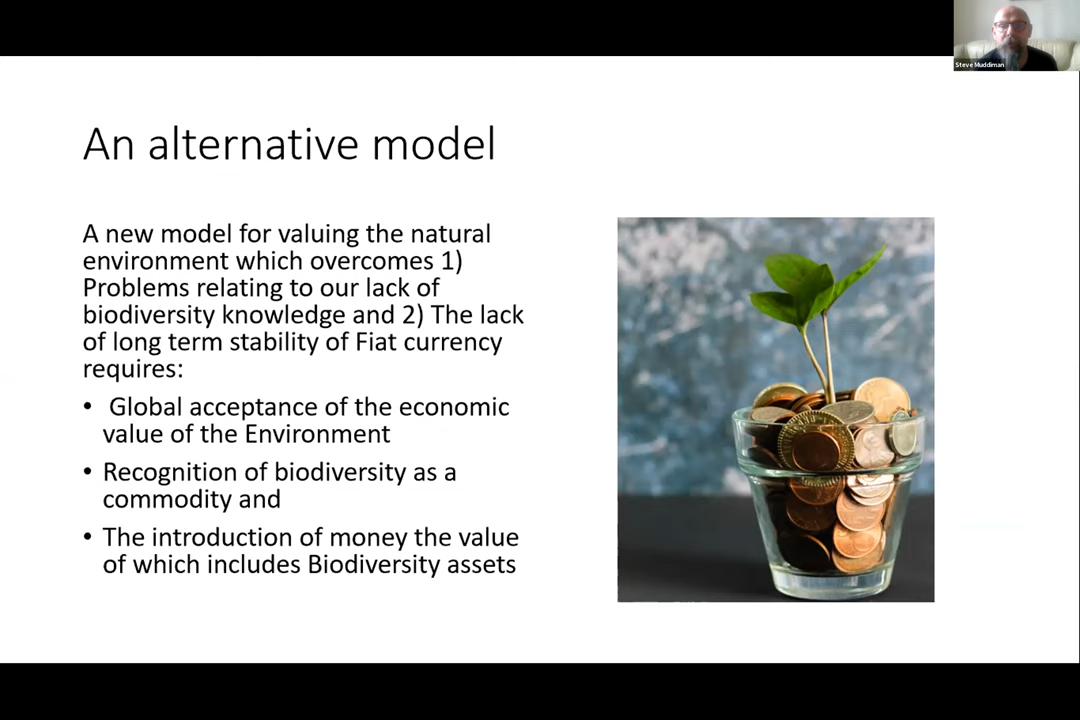 Steve Muddiman
An alternative model
A new model for valuing the natural
environment which overcomes 1)
Problems relating to our lack of
biodiversity knowledge and 2) The lack
of long term stability of Fiat currency
requires:
• Global acceptance of the economic
value of the Environment
• Recognition of biodiversity as a
commodity and
• The introduction of money the value
of which includes Biodiversity assets